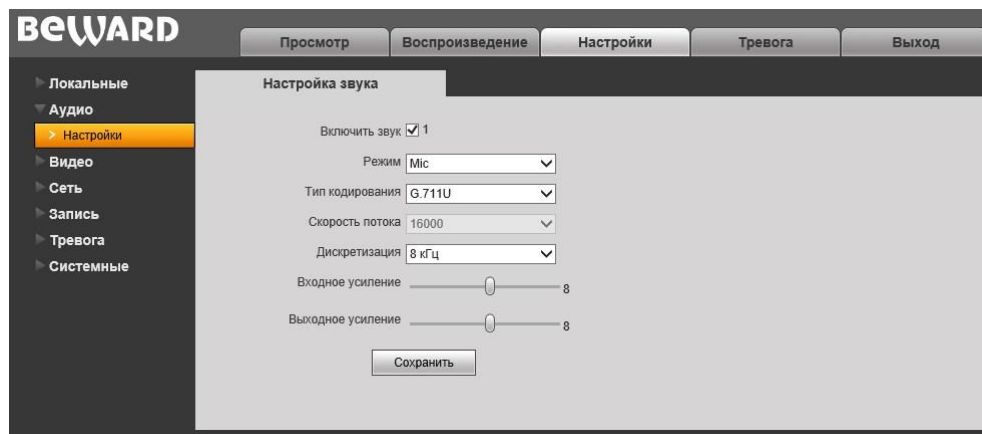 BEWARD
Просмотр Воспроизведение Настройки Тревога Выход
Локальные
Аудио
> Настройки
Видео
Сеть
Запись
Тревога
Системные
Настройка звука
Включить звук 1
Режим Mic
Тип кодирования G.711U
Скорость потока 16000
Дискретизация 8 кГц
Входное усиление 8
Выходное усиление 8
Сохранить